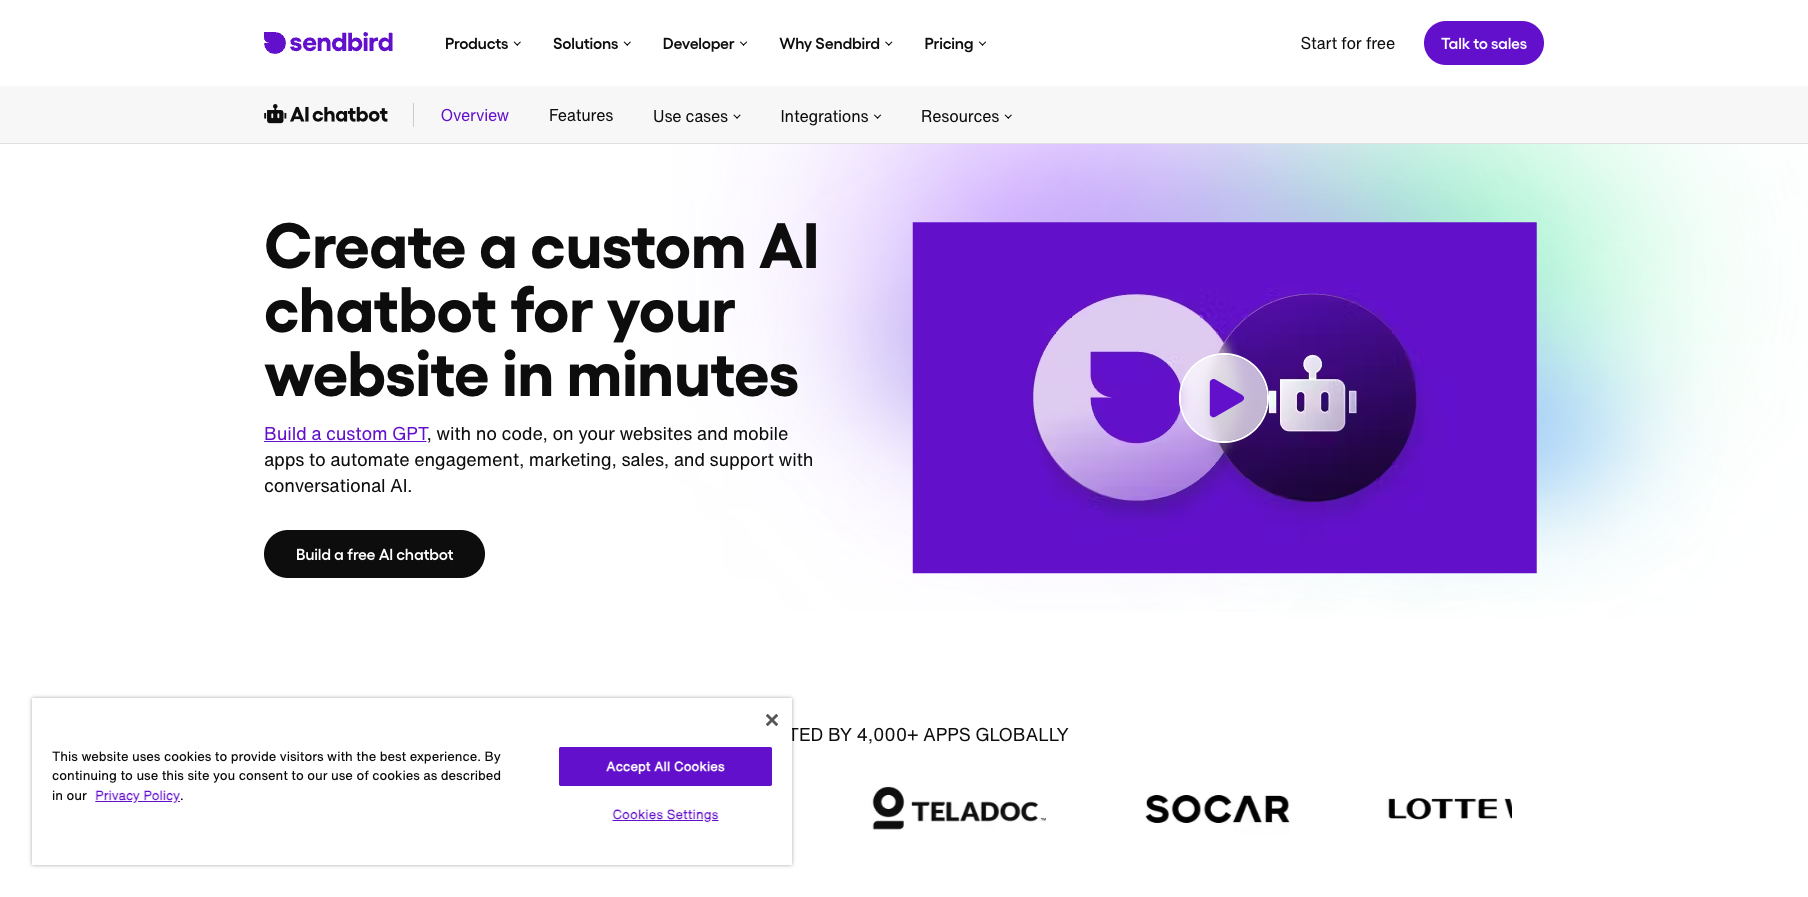 sendbird Products Solutions Developer Why Sendbird Pricing Start for free Talk to sales
AI chatbot Overview Features Use cases Integrations Resources
Create a custom AI
chatbot for your
website in minutes
Build a custom GPT, with no code, on your websites and mobile
apps to automate engagement, marketing, sales, and support with
conversational AI.
Build a free AI chatbot
TED BY 4,000+ APPS GLOBALLY
This website uses cookies to provide visitors with the best experience. By
continuing to use this site you consent to our use of cookies as described
in our Privacy Policy.
Accept All Cookies
Cookies Settings
TELADOC™ SOCAR LOTTE